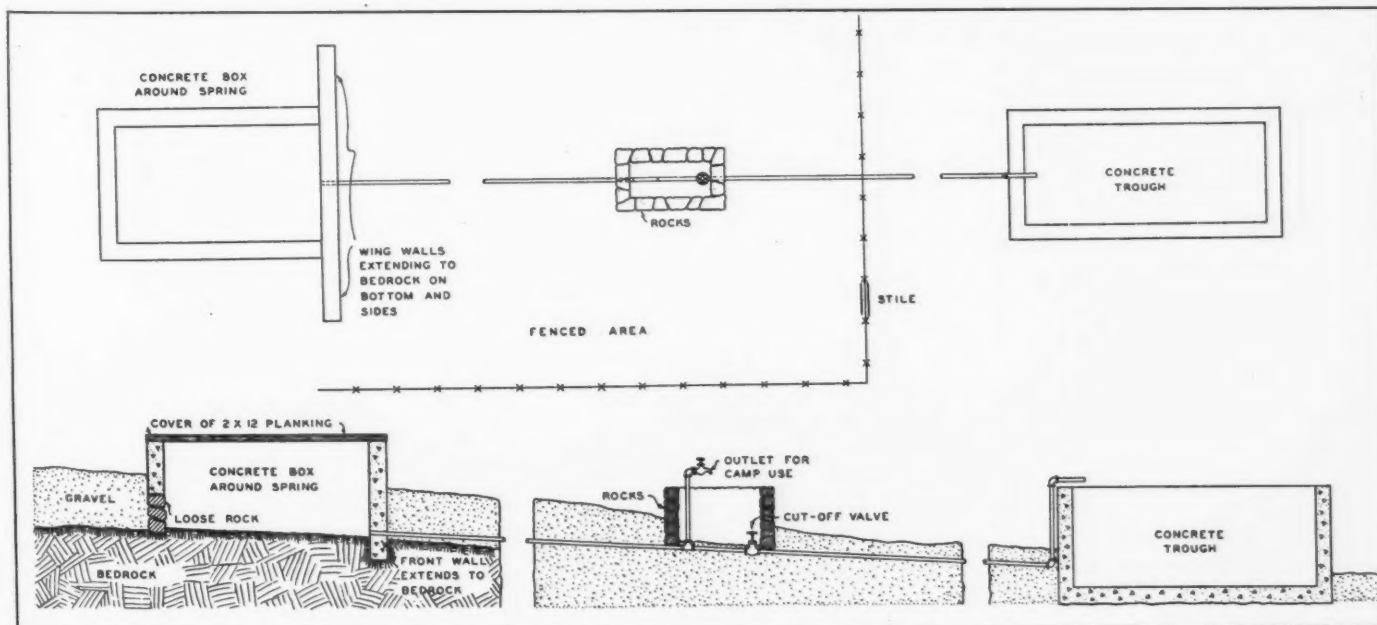 CONCRETE BOX
AROUND SPRING
WING WALLS
EXTENDING TO
BEDROCK ON
BOTTOM AND
SIDES
ROCKS
FENCED AREA
STILE
CONCRETE
TROUGH
COVER OF 2 X 12 PLANKING
CONCRETE BOX
AROUND SPRING
GRAVEL
LOOSE ROCK
BEDROCK
FRONT WALL
EXTENDS TO
BEDROCK
OUTLET FOR
CAMP USE
ROCKS
CUT-OFF VALVE
CONCRETE
TROUGH